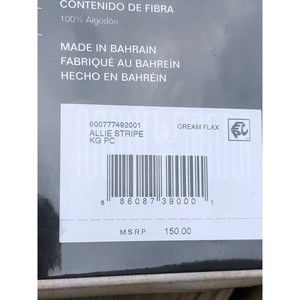 CONTENIDO DE FIBRA
100% Algodón
MADE IN BAHRAIN
FABRIQUÉ AU BAHREÏN
HECHO EN BAHRÉIN
600777492001
ALLIE STRIPE
KG PC
CREAM FLAX
8 86087 39000 1
M.S.R.P 150.00